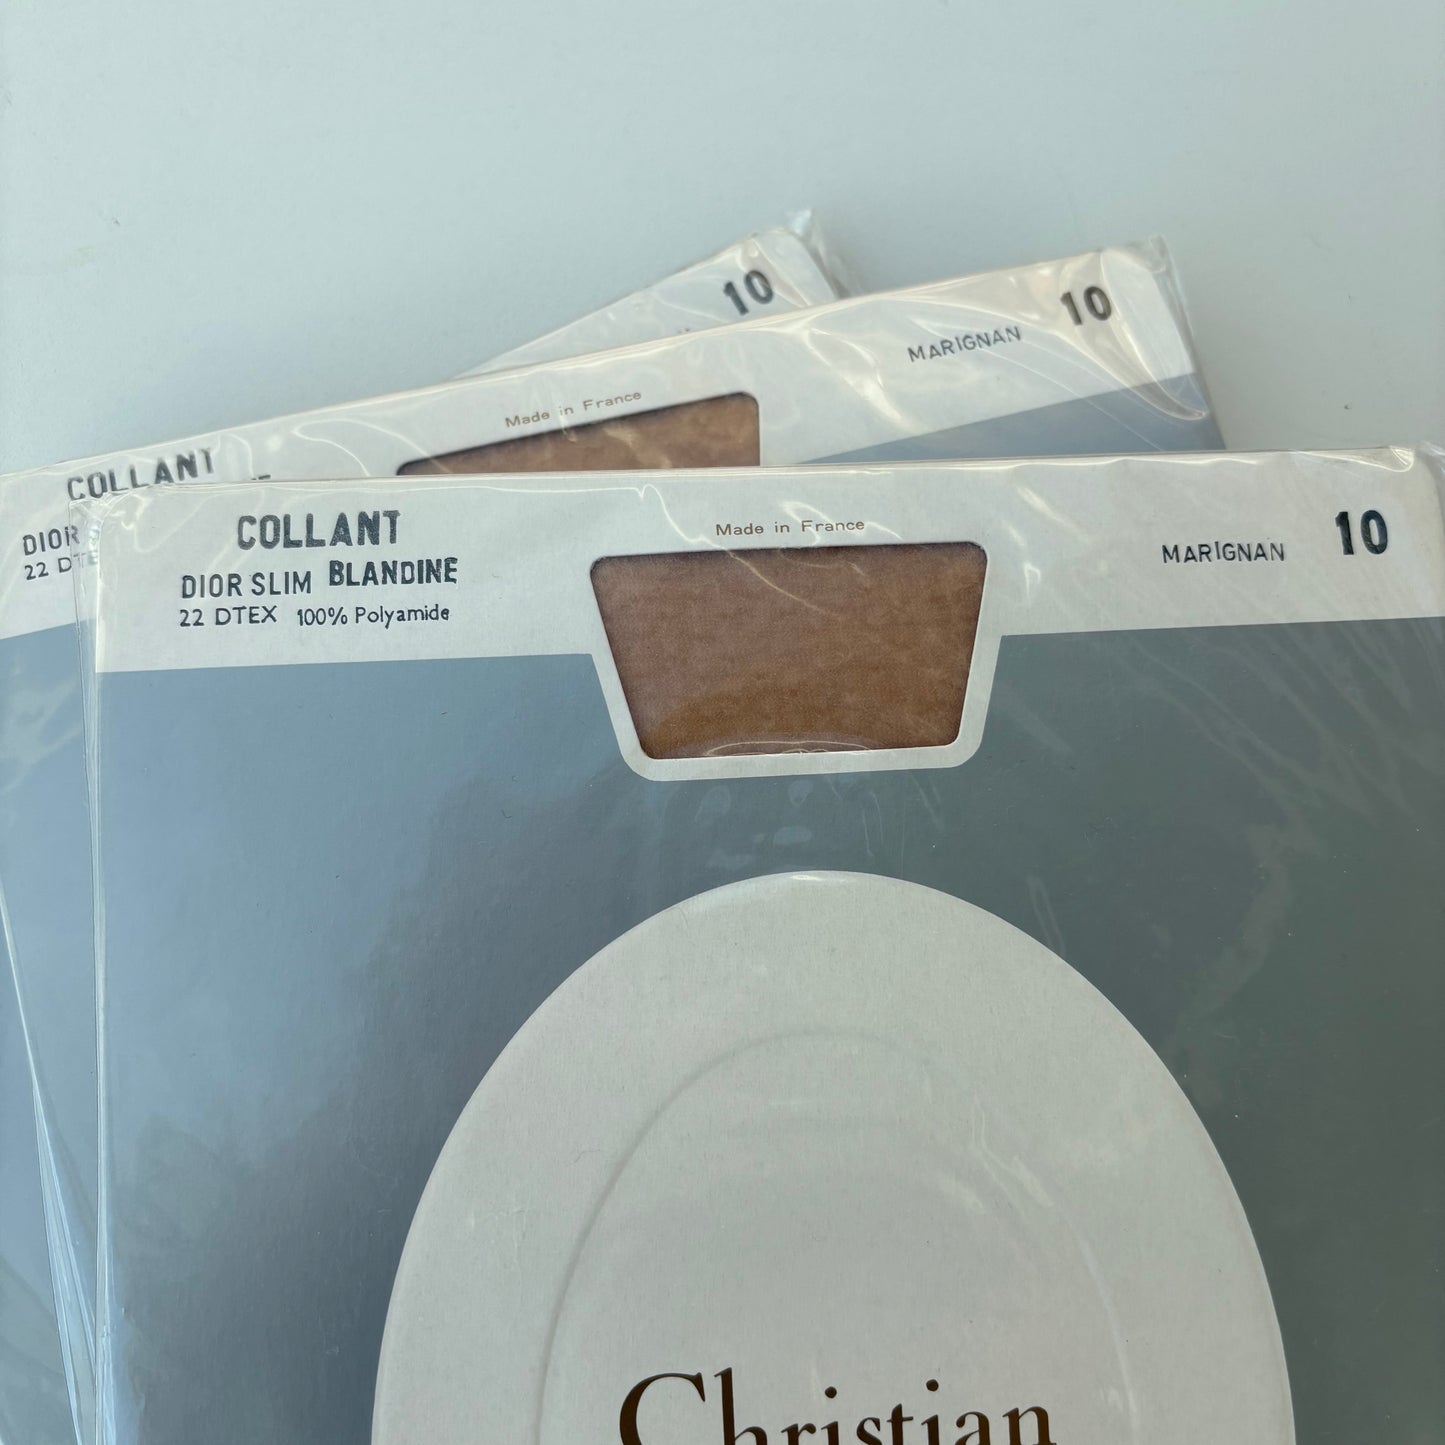 10
MARIGNAN 10
Made in France
COLLANT
DIOR
22 DTE
COLLANT
DIOR SLIM BLANDINE
22 DTEX 100% Polyamide
Made in France
MARIGNAN 10
Christian